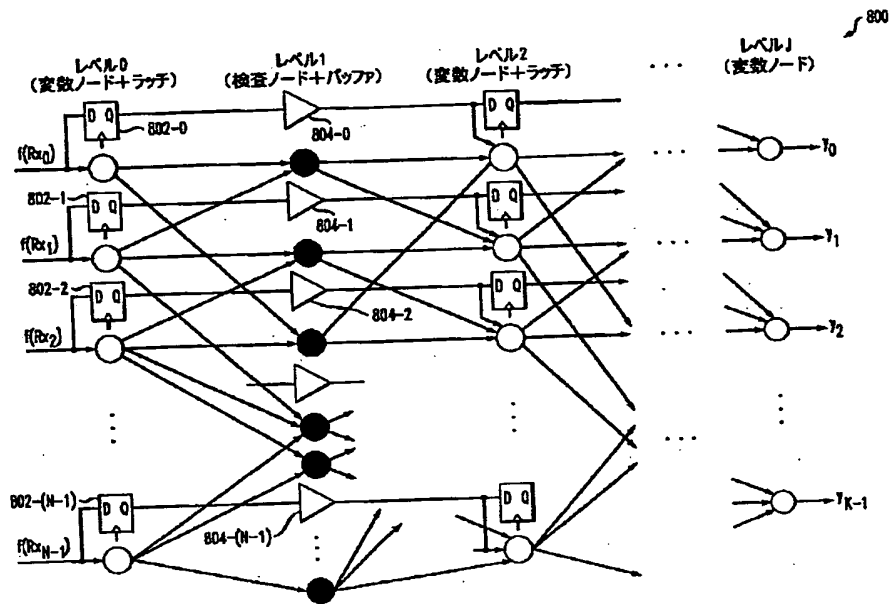 800
レベル0
(変数ノード+ラッチ)
レベル1
(検査ノード+バッファ)
レベル2
(変数ノード+ラッチ)
. . .
レベルJ
(変数ノード)
D Q
802-0
804-0
D Q
f(Rx0)
. . .
y0
802-1
D Q
804-1
D Q
f(Rx1)
. . .
y1
802-2
D Q
804-2
D Q
f(Rx2)
. . .
y2
. . .
802-(N-1)
D Q
804-(N-1)
D Q
yK-1
f(RxN-1)